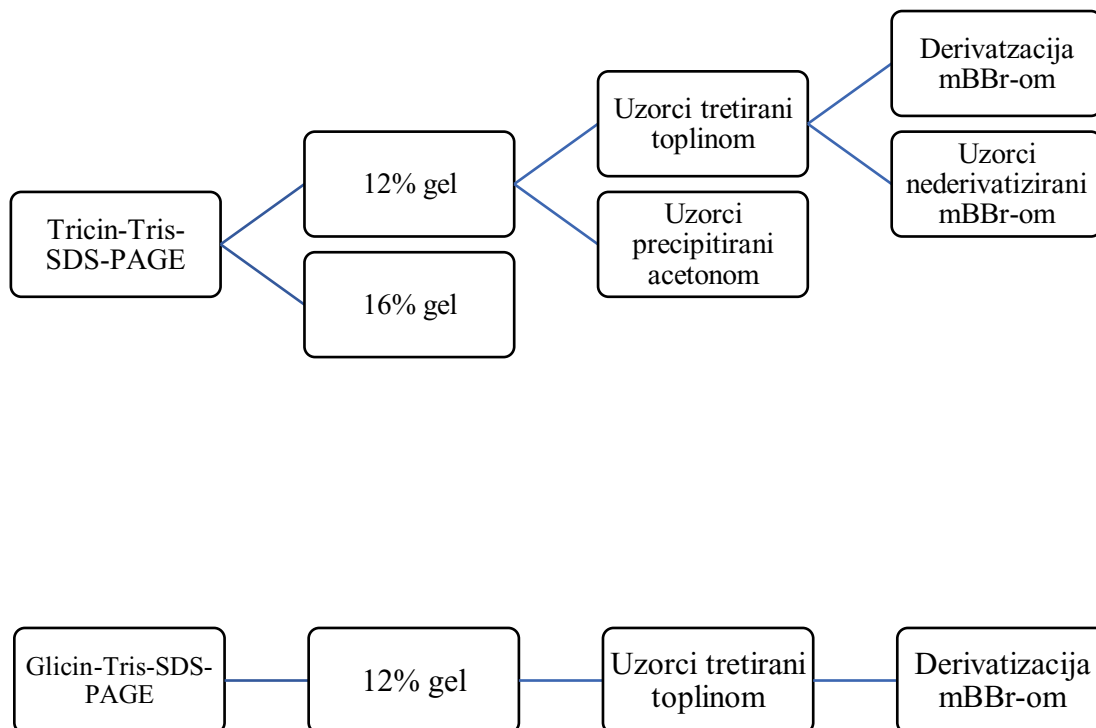 Tricin-Tris-
SDS-PAGE
12% gel
16% gel
Uzorci tretirani
toplinom
Uzorci
precipitirani
acetonom
Derivatzacija
mBBr-om
Uzorci
nederivatizirani
mBBr-om
Glicin-Tris-SDS-
PAGE
12% gel
Uzorci tretirani
toplinom
Derivatizacija
mBBr-om